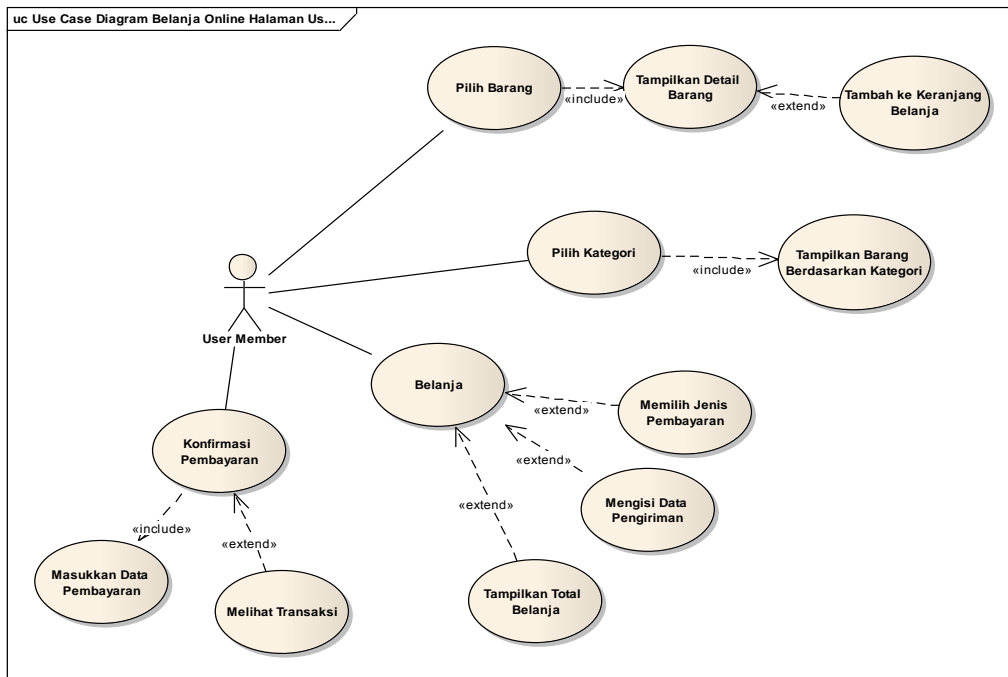 uc Use Case Diagram Belanja Online Halaman Us...
Pilih Barang
«include»
Tampilkan Detail
Barang
«extend»
Tambah ke Keranjang
Belanja
Pilih Kategori
«include»
Tampilkan Barang
Berdasarkan Kategori
User Member
Belanja
«extend»
Memilih Jenis
Pembayaran
«extend»
Mengisi Data
Pengiriman
«extend»
Tampilkan Total
Belanja
Konfirmasi
Pembayaran
«include»
Masukkan Data
Pembayaran
«extend»
Melihat Transaksi